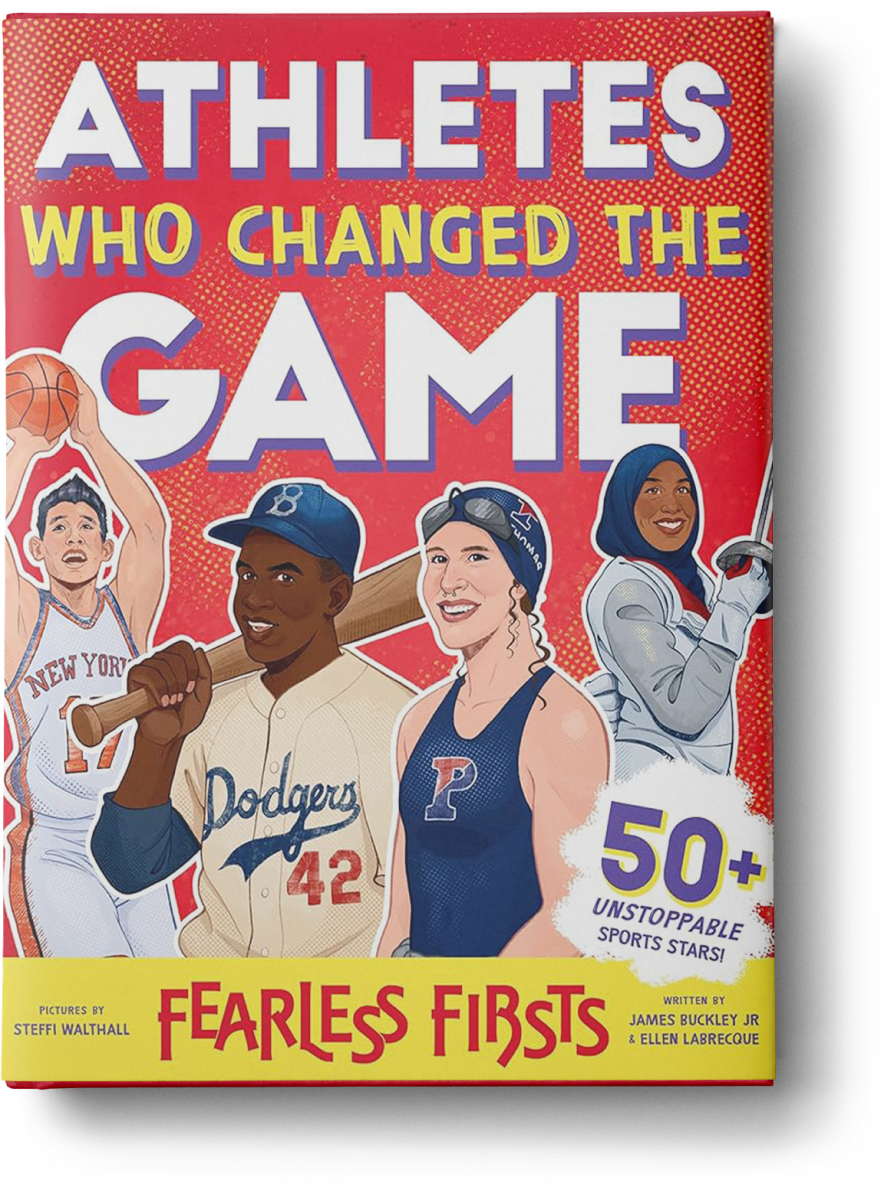 ATHLETES
WHO CHANGED THE
GAME
B
THOMAS
NEW YORK
17
Dodgers
42
P
50+
UNSTOPPABLE
SPORTS STARS!
PICTURES BY
STEFFI WALTHALL
FEARLESS FIRSTS
WRITTEN BY
JAMES BUCKLEY JR
& ELLEN LABRECQUE